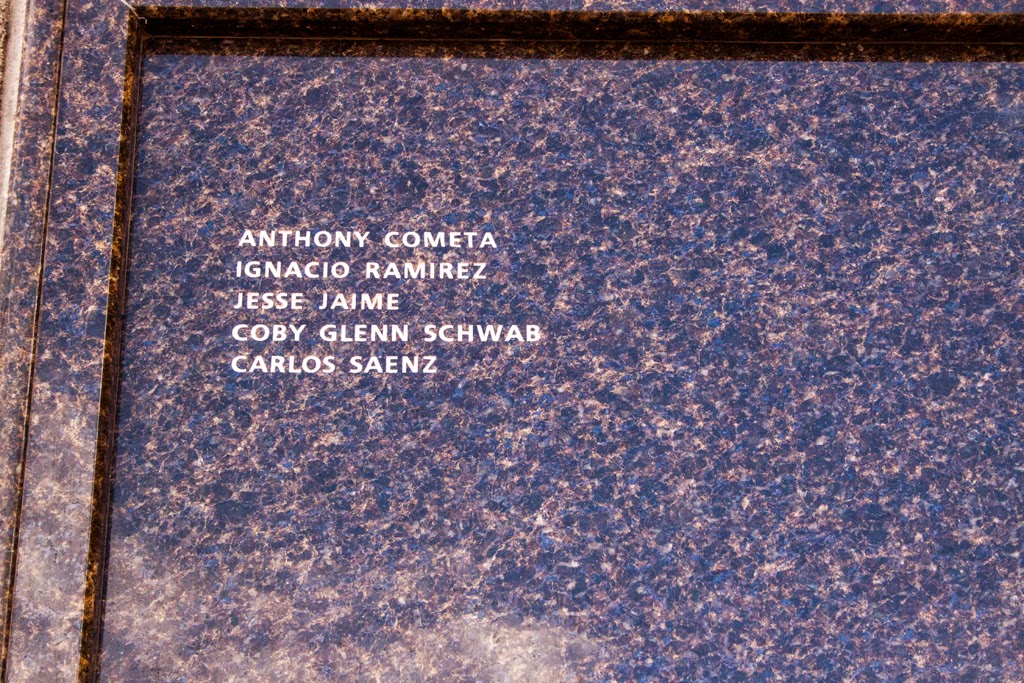 ANTHONY COMETA
IGNACIO RAMIREZ
JESSE JAIME
COBY GLENN SCHWAB
CARLOS SAENZ